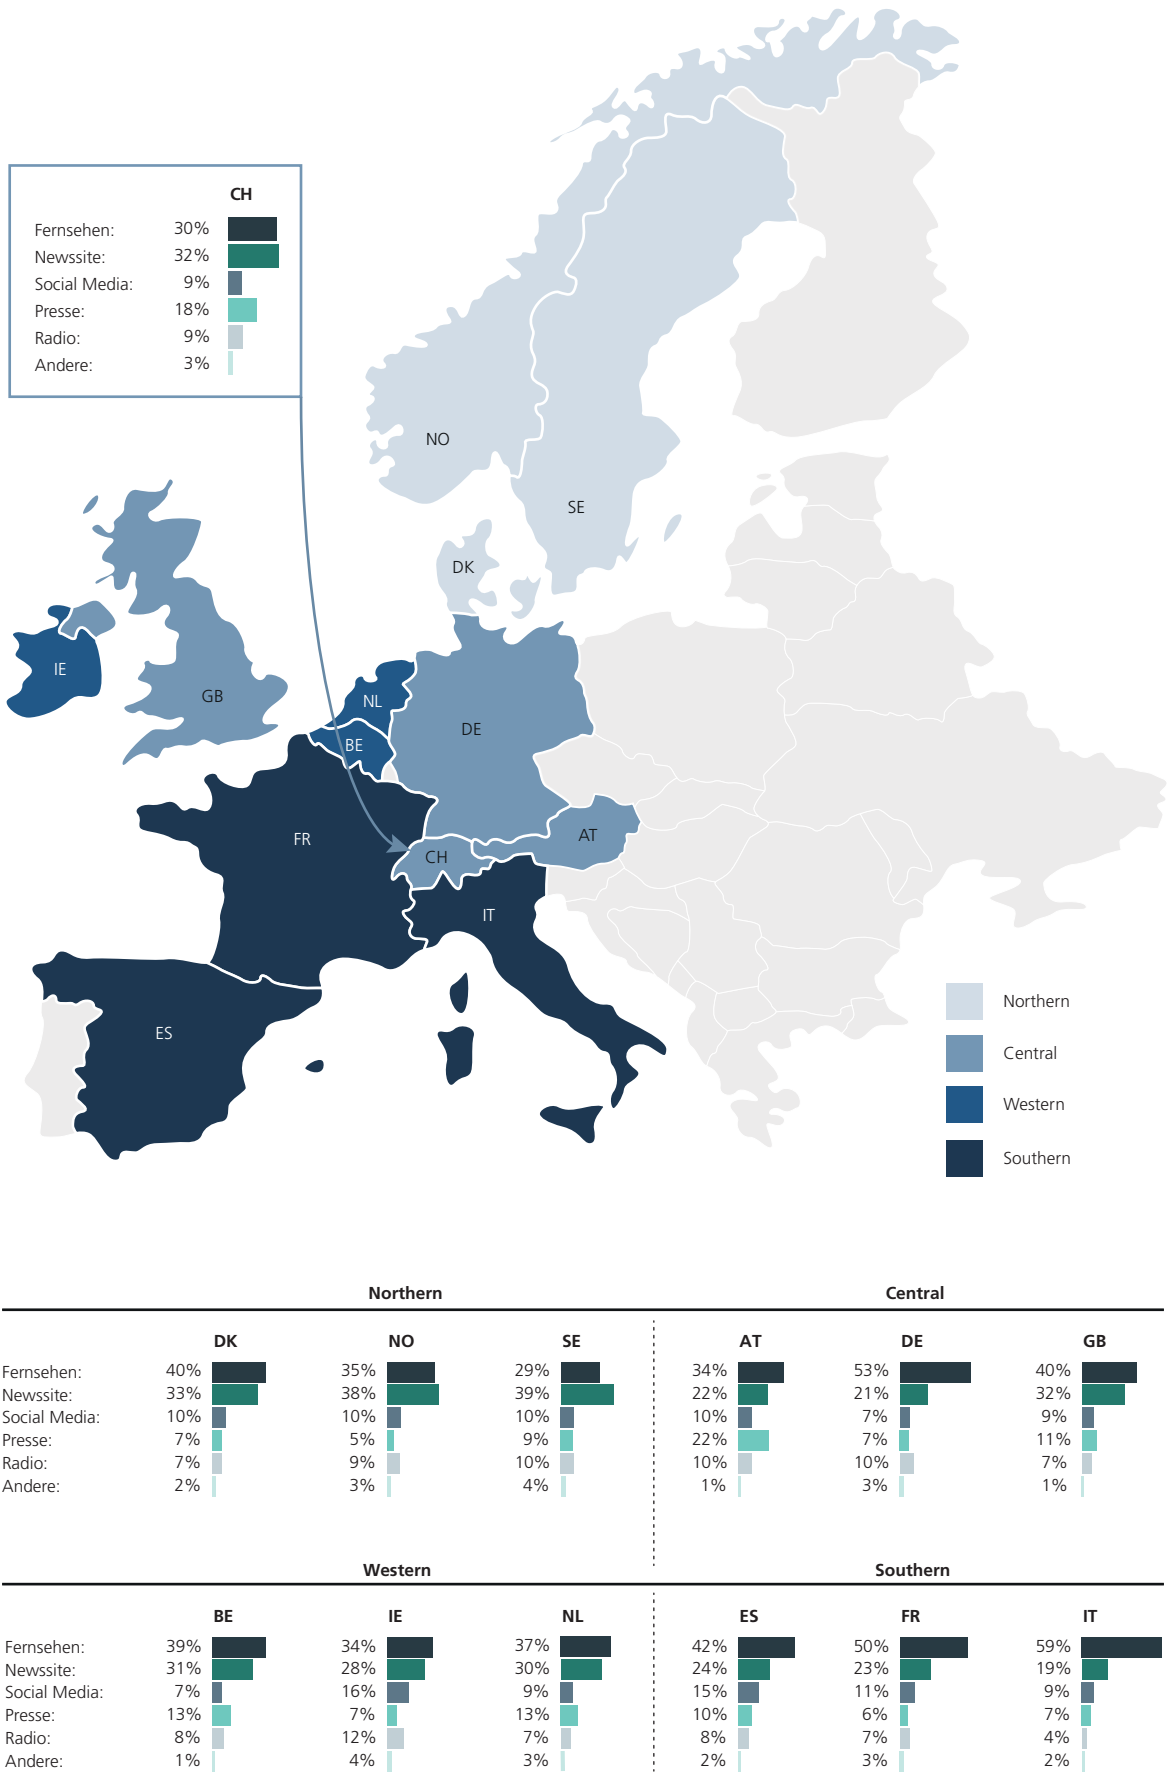 CH
Fernsehen: 30%
Newssite: 32%
Social Media: 9%
Presse: 18%
Radio: 9%
Andere: 3%
NO
SE
DK
IE
GB
NL
BE
DE
FR
AT
CH
IT
ES
Northern
Central
Western
Southern
Northern Central
DK NO SE AT DE GB
Fernsehen: 40% 35% 29% 34% 53% 40%
Newssite: 33% 38% 39% 22% 21% 32%
Social Media: 10% 10% 10% 10% 7% 9%
Presse: 7% 5% 9% 22% 7% 11%
Radio: 7% 9% 10% 10% 10% 7%
Andere: 2% 3% 4% 1% 3% 1%
Western Southern
BE IE NL ES FR IT
Fernsehen: 39% 34% 37% 42% 50% 59%
Newssite: 31% 28% 30% 24% 23% 19%
Social Media: 7% 16% 9% 15% 11% 9%
Presse: 13% 7% 13% 10% 6% 7%
Radio: 8% 12% 7% 8% 7% 4%
Andere: 1% 4% 3% 2% 3% 2%